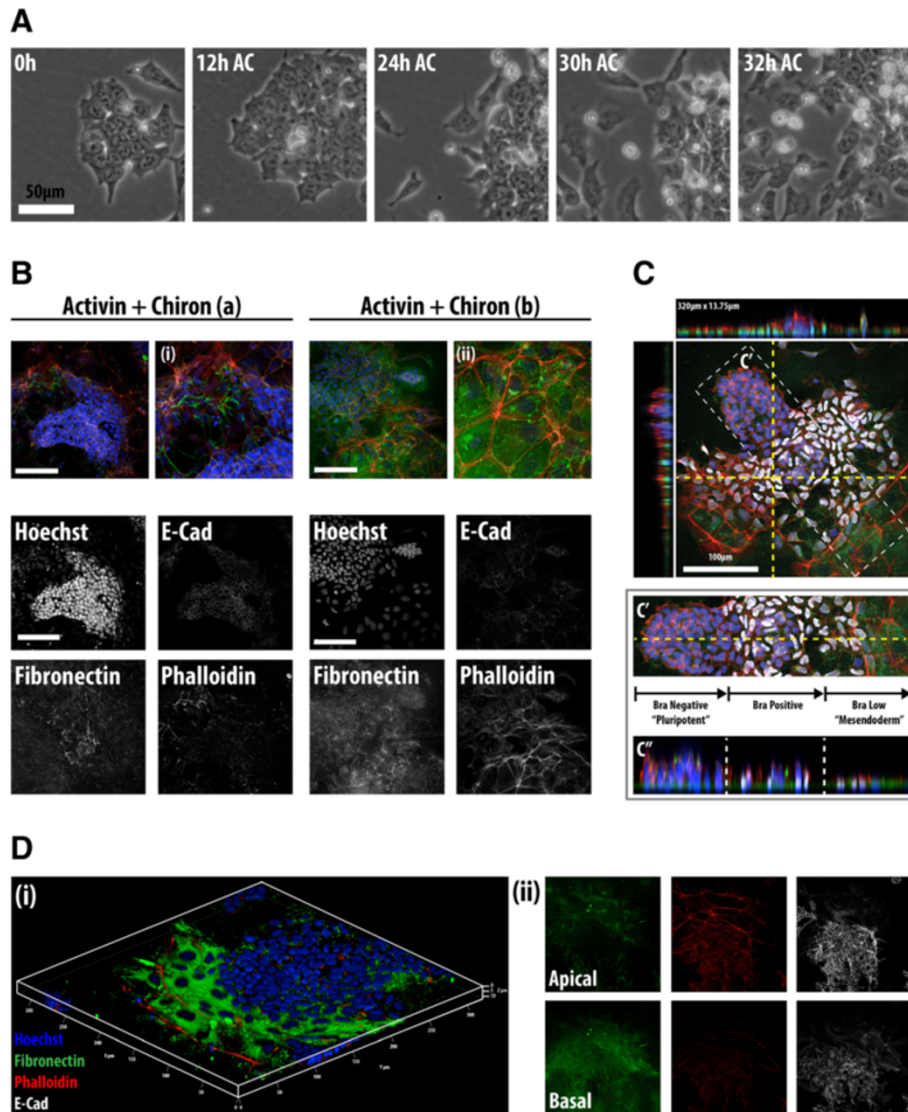 A
0h
12h AC
24h AC
30h AC
32h AC
50µm
B
Activin + Chiron (a)
Activin + Chiron (b)
(i)
(ii)
Hoechst
E-Cad
Hoechst
E-Cad
Fibronectin
Phalloidin
Fibronectin
Phalloidin
C
320µm x 13.75µm
C'
100µm
C'
Bra Negative
"Pluripotent"
Bra Positive
Bra Low
"Mesendoderm"
C"
D
(i)
Hoechst
Fibronectin
Phalloidin
E-Cad
(ii)
Apical
Basal